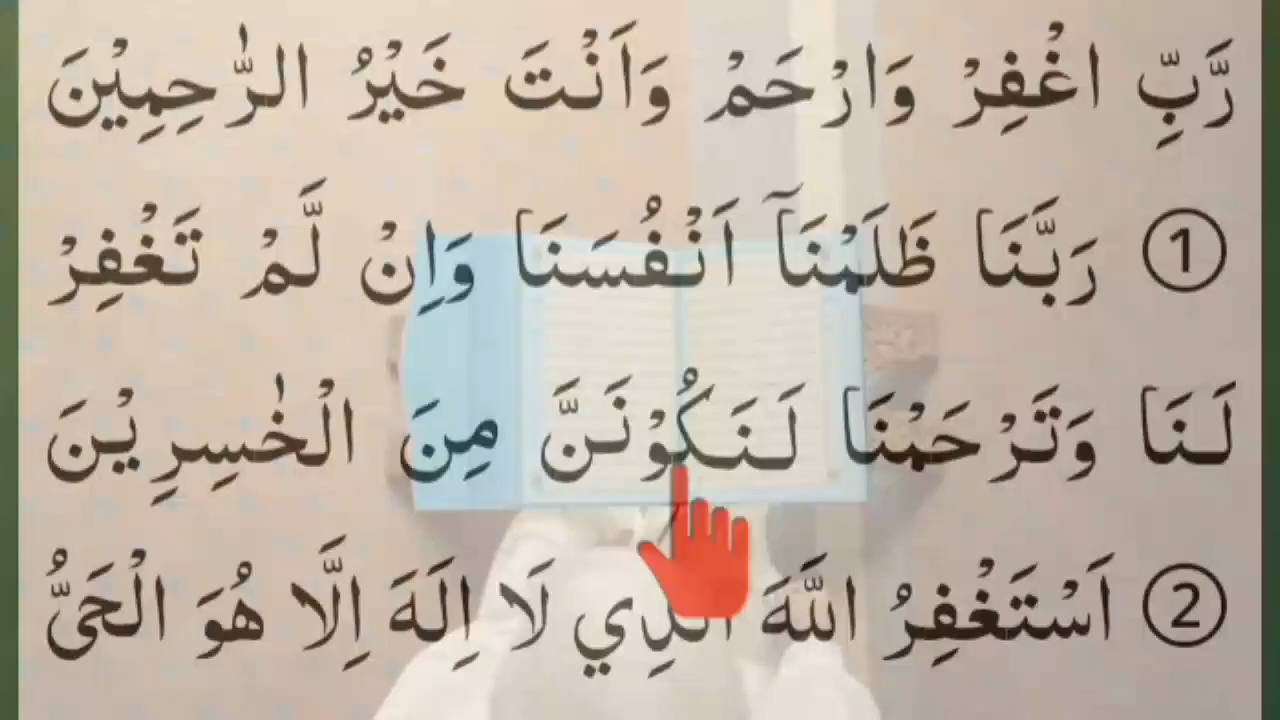 رَّبِّ اغْفِرْ وَارْحَمْ وَاَنْتَ خَيْرُ الرّٰحِمِيْنَ
① رَبَّنَا ظَلَمْنَآ اَنْفُسَنَا وَاِنْ لَّمْ تَغْفِرْ
لَنَا وَتَرْحَمْنَا لَنَكُوْنَنَّ مِنَ الْخٰسِرِيْنَ
② اَسْتَغْفِرُ اللَّهَ الَّذِي لَا اِلَهَ اِلَّا هُوَ الْحَيُّ